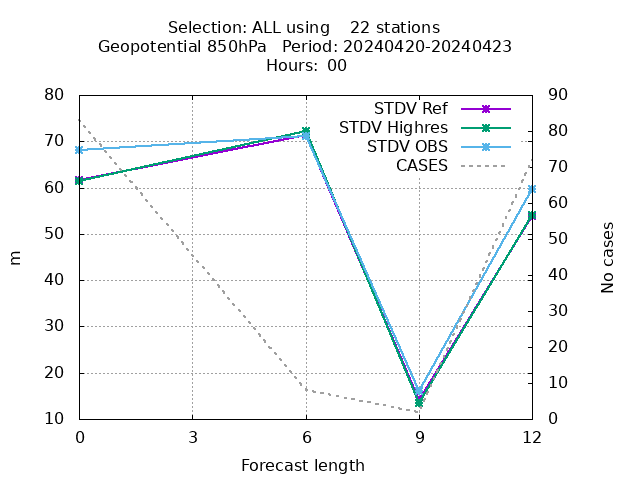 Selection: ALL using    22 stations
Geopotential 850hPa   Period: 20240420-20240423
Hours: 00
STDV Ref
STDV Highres
STDV OBS
CASES
80
70
60
50
40
30
20
10
m
90
80
70
60
50
40
30
20
10
0
No cases
0 3 6 9 12
Forecast length